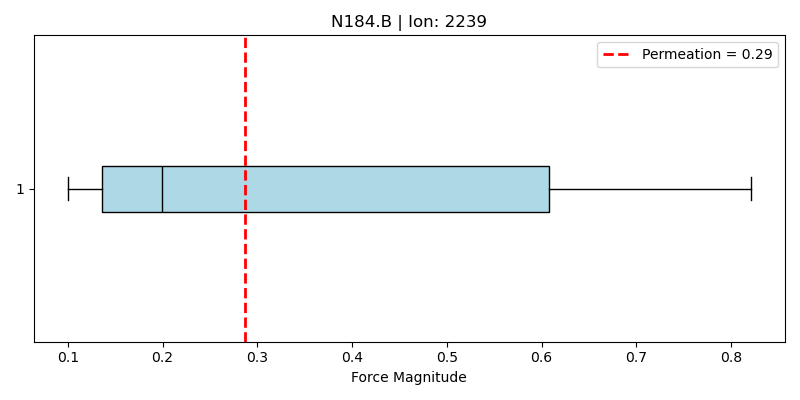 N184.B | Ion: 2239
Permeation = 0.29
1
0.1 0.2 0.3 0.4 0.5 0.6 0.7 0.8
Force Magnitude